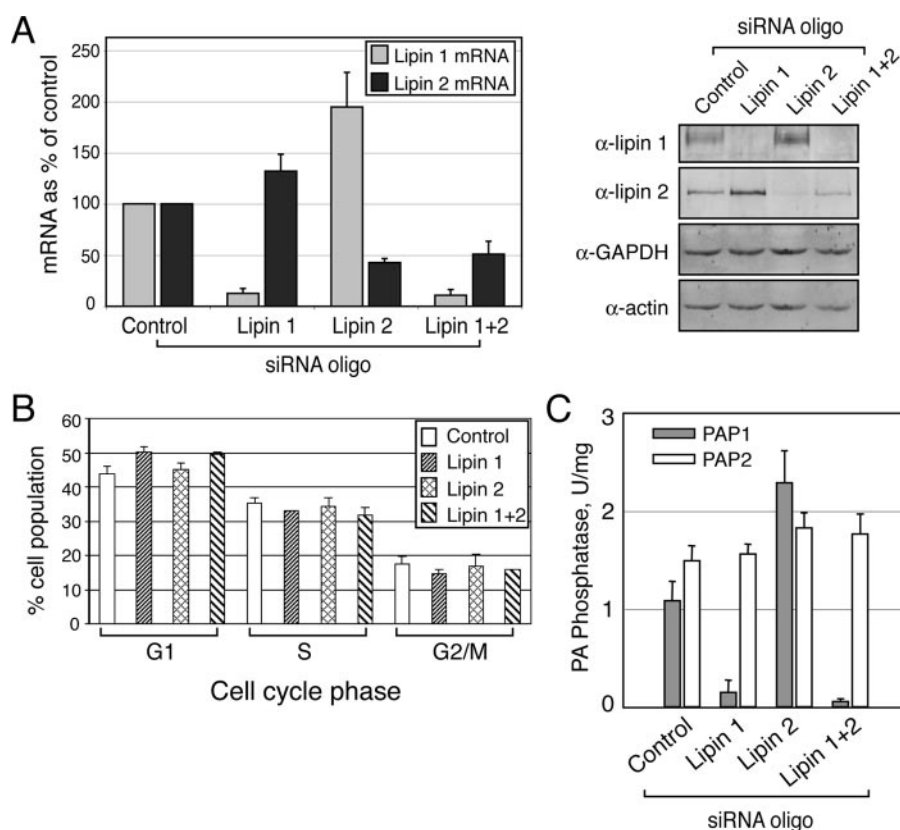 A
mRNA as % of control
250
200
150
100
50
0
Lipin 1 mRNA
Lipin 2 mRNA
Control
Lipin 1
Lipin 2
Lipin 1+2
siRNA oligo
siRNA oligo
Control
Lipin 1
Lipin 2
Lipin 1+2
α-lipin 1
α-lipin 2
α-GAPDH
α-actin
B
% cell population
60
50
40
30
20
10
0
Control
Lipin 1
Lipin 2
Lipin 1+2
G1
S
G2/M
Cell cycle phase
C
PA Phosphatase, U/mg
3
2
1
0
PAP1
PAP2
Control
Lipin 1
Lipin 2
Lipin 1+2
siRNA oligo